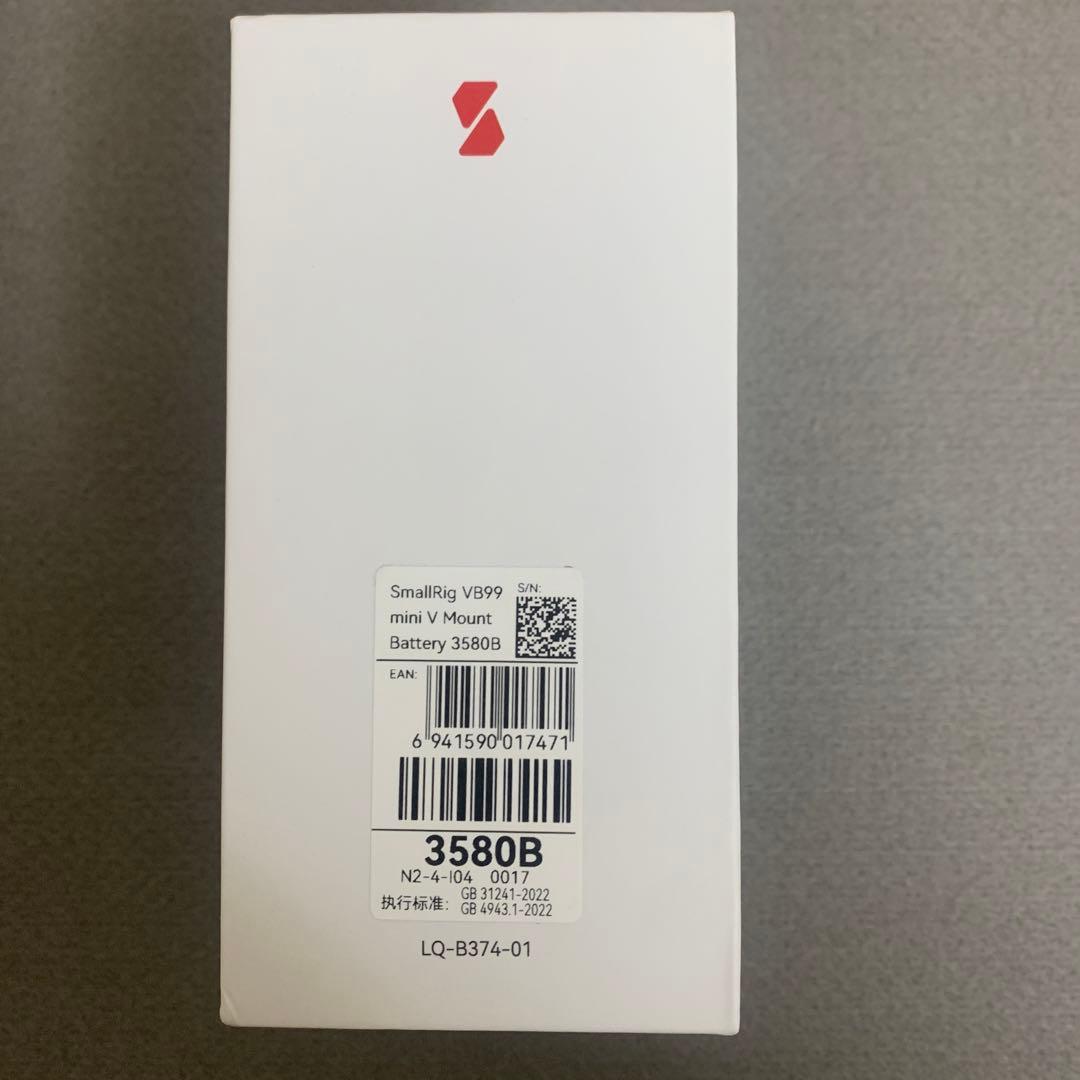 SmallRig VB99
mini V Mount
Battery 3580B
S/N:
EAN:
6 941590 017471
3580B
N2-4-I04 0017
执行标准: GB 31241-2022
GB 4943.1-2022
LQ-B374-01